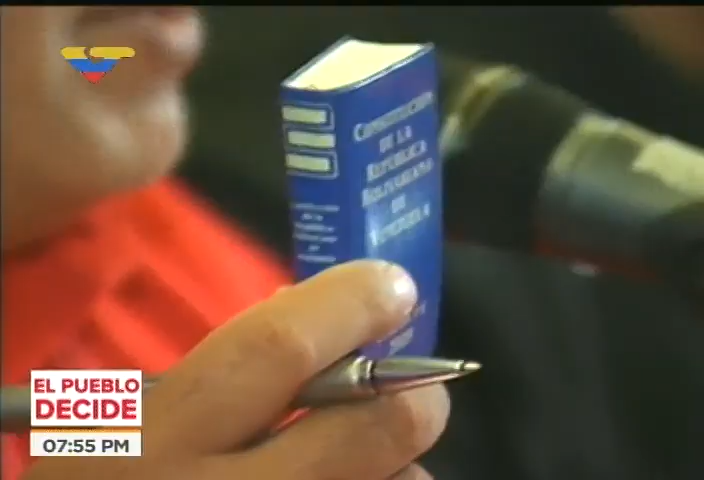 CONSTITUCIÓN
DE LA
REPÚBLICA
BOLIVARIANA
DE
VENEZUELA
EL PUEBLO
DECIDE
07:55 PM